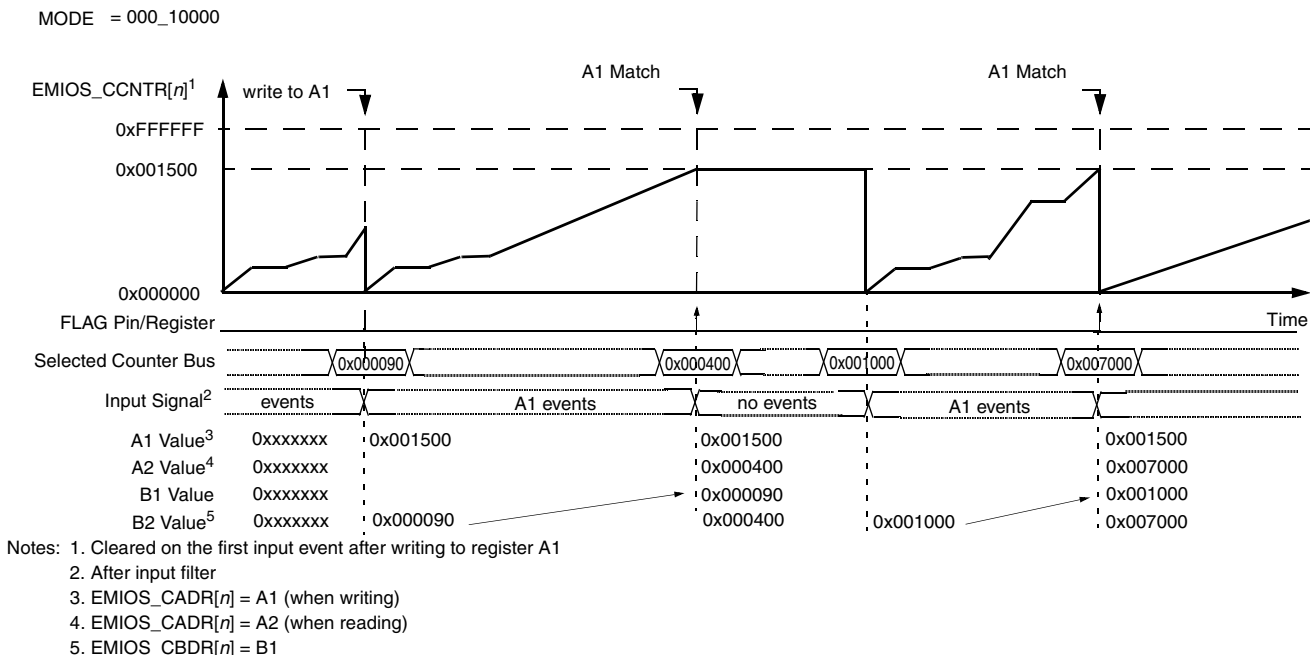 MODE = 000_10000
A1 Match
A1 Match
EMIOS_CCNTR[n]1
write to A1
0xFFFFFF
0x001500
0x000000
FLAG Pin/Register
Time
Selected Counter Bus
0x000090
0x000400
0x001000
0x007000
Input Signal2
events
A1 events
no events
A1 events
A1 Value3 0xxxxxxx 0x001500 0x001500 0x001500
A2 Value4 0xxxxxxx 0x000400 0x007000
B1 Value 0xxxxxxx 0x000090 0x001000
B2 Value5 0xxxxxxx 0x000090 0x000400 0x001000 0x007000
Notes: 1. Cleared on the first input event after writing to register A1
2. After input filter
3. EMIOS_CADR[n] = A1 (when writing)
4. EMIOS_CADR[n] = A2 (when reading)
5. EMIOS_CBDR[n] = B1